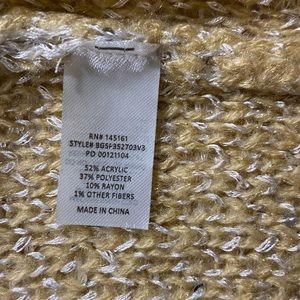 RN# 145161
STYLE# BGSF352703V3
PO 00121104
52% ACRYLIC
37% POLYESTER
10% RAYON
1% OTHER FIBERS
MADE IN CHINA